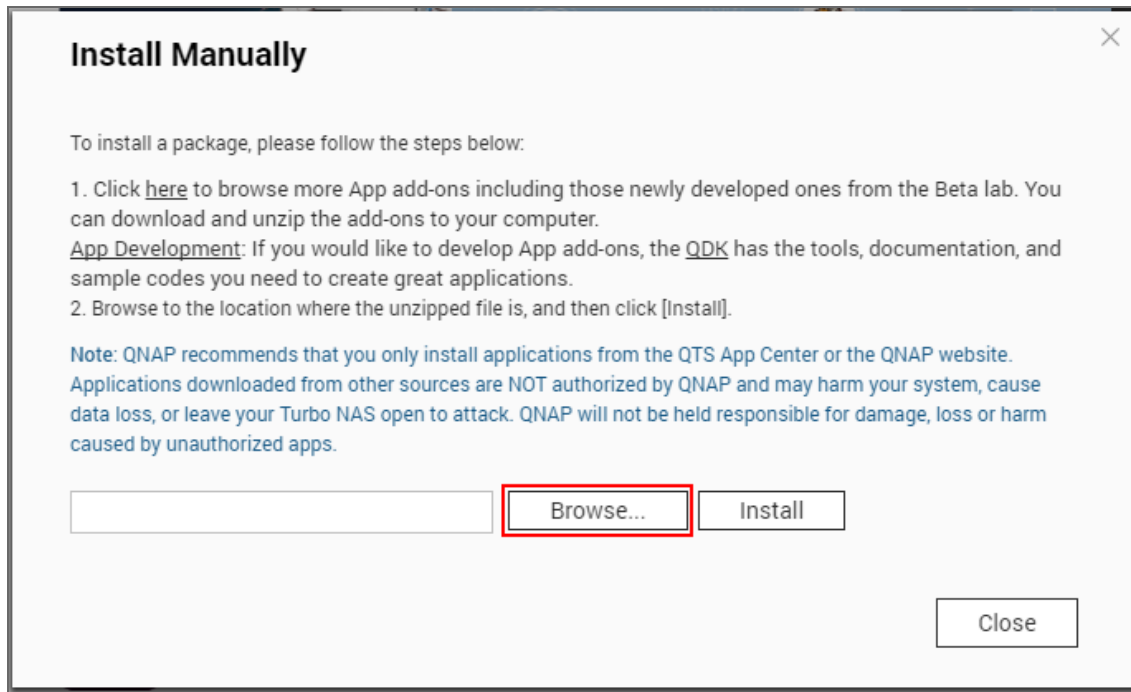 Install Manually
To install a package, please follow the steps below:
1. Click here to browse more App add-ons including those newly developed ones from the Beta lab. You
can download and unzip the add-ons to your computer.
App Development: If you would like to develop App add-ons, the QDK has the tools, documentation, and
sample codes you need to create great applications.
2. Browse to the location where the unzipped file is, and then click [Install].
Note: QNAP recommends that you only install applications from the QTS App Center or the QNAP website.
Applications downloaded from other sources are NOT authorized by QNAP and may harm your system, cause
data loss, or leave your Turbo NAS open to attack. QNAP will not be held responsible for damage, loss or harm
caused by unauthorized apps.
Browse... Install
Close